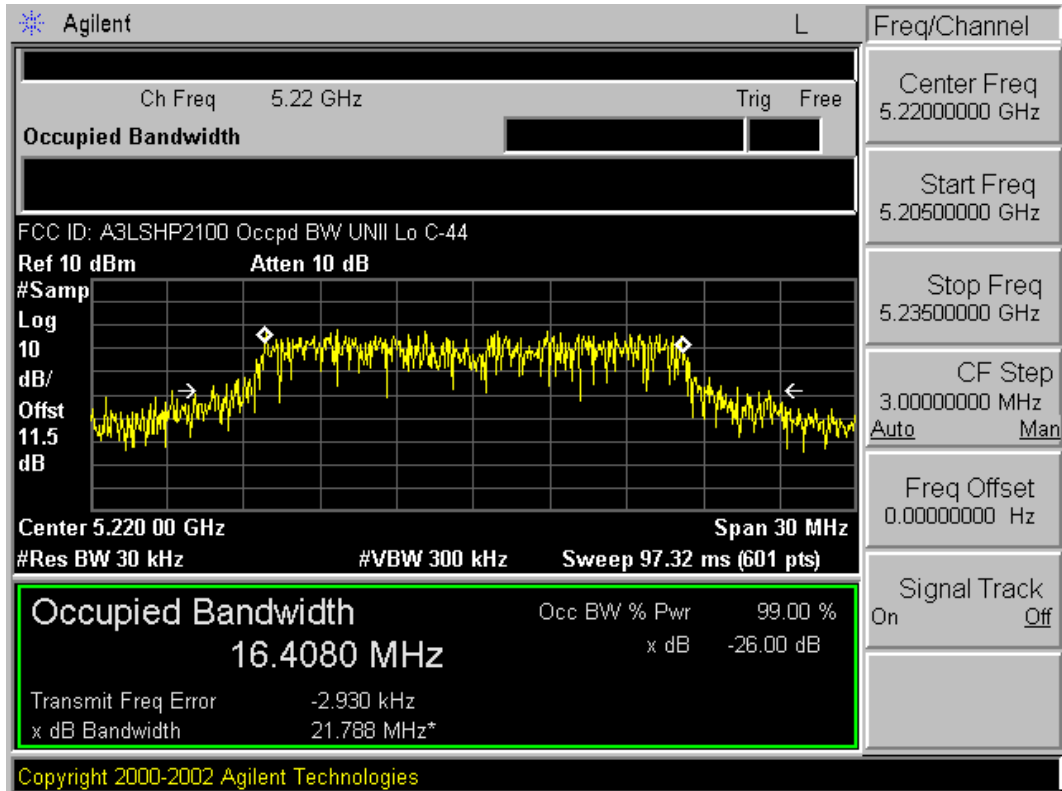 Agilent L Freq/Channel
Ch Freq 5.22 GHz Trig Free
Occupied Bandwidth
Center Freq
5.22000000 GHz
Start Freq
5.20500000 GHz
Stop Freq
5.23500000 GHz
CF Step
3.00000000 MHz
Auto Man
Freq Offset
0.00000000 Hz
Signal Track
On Off
FCC ID: A3LSHP2100 Occpd BW UNII Lo C-44
Ref 10 dBm Atten 10 dB
#Samp
Log
10
dB/
Offst
11.5
dB
Center 5.220 00 GHz Span 30 MHz
#Res BW 30 kHz #VBW 300 kHz Sweep 97.32 ms (601 pts)
Occupied Bandwidth Occ BW % Pwr 99.00 %
16.4080 MHz x dB -26.00 dB
Transmit Freq Error -2.930 kHz
x dB Bandwidth 21.788 MHz*
Copyright 2000-2002 Agilent Technologies